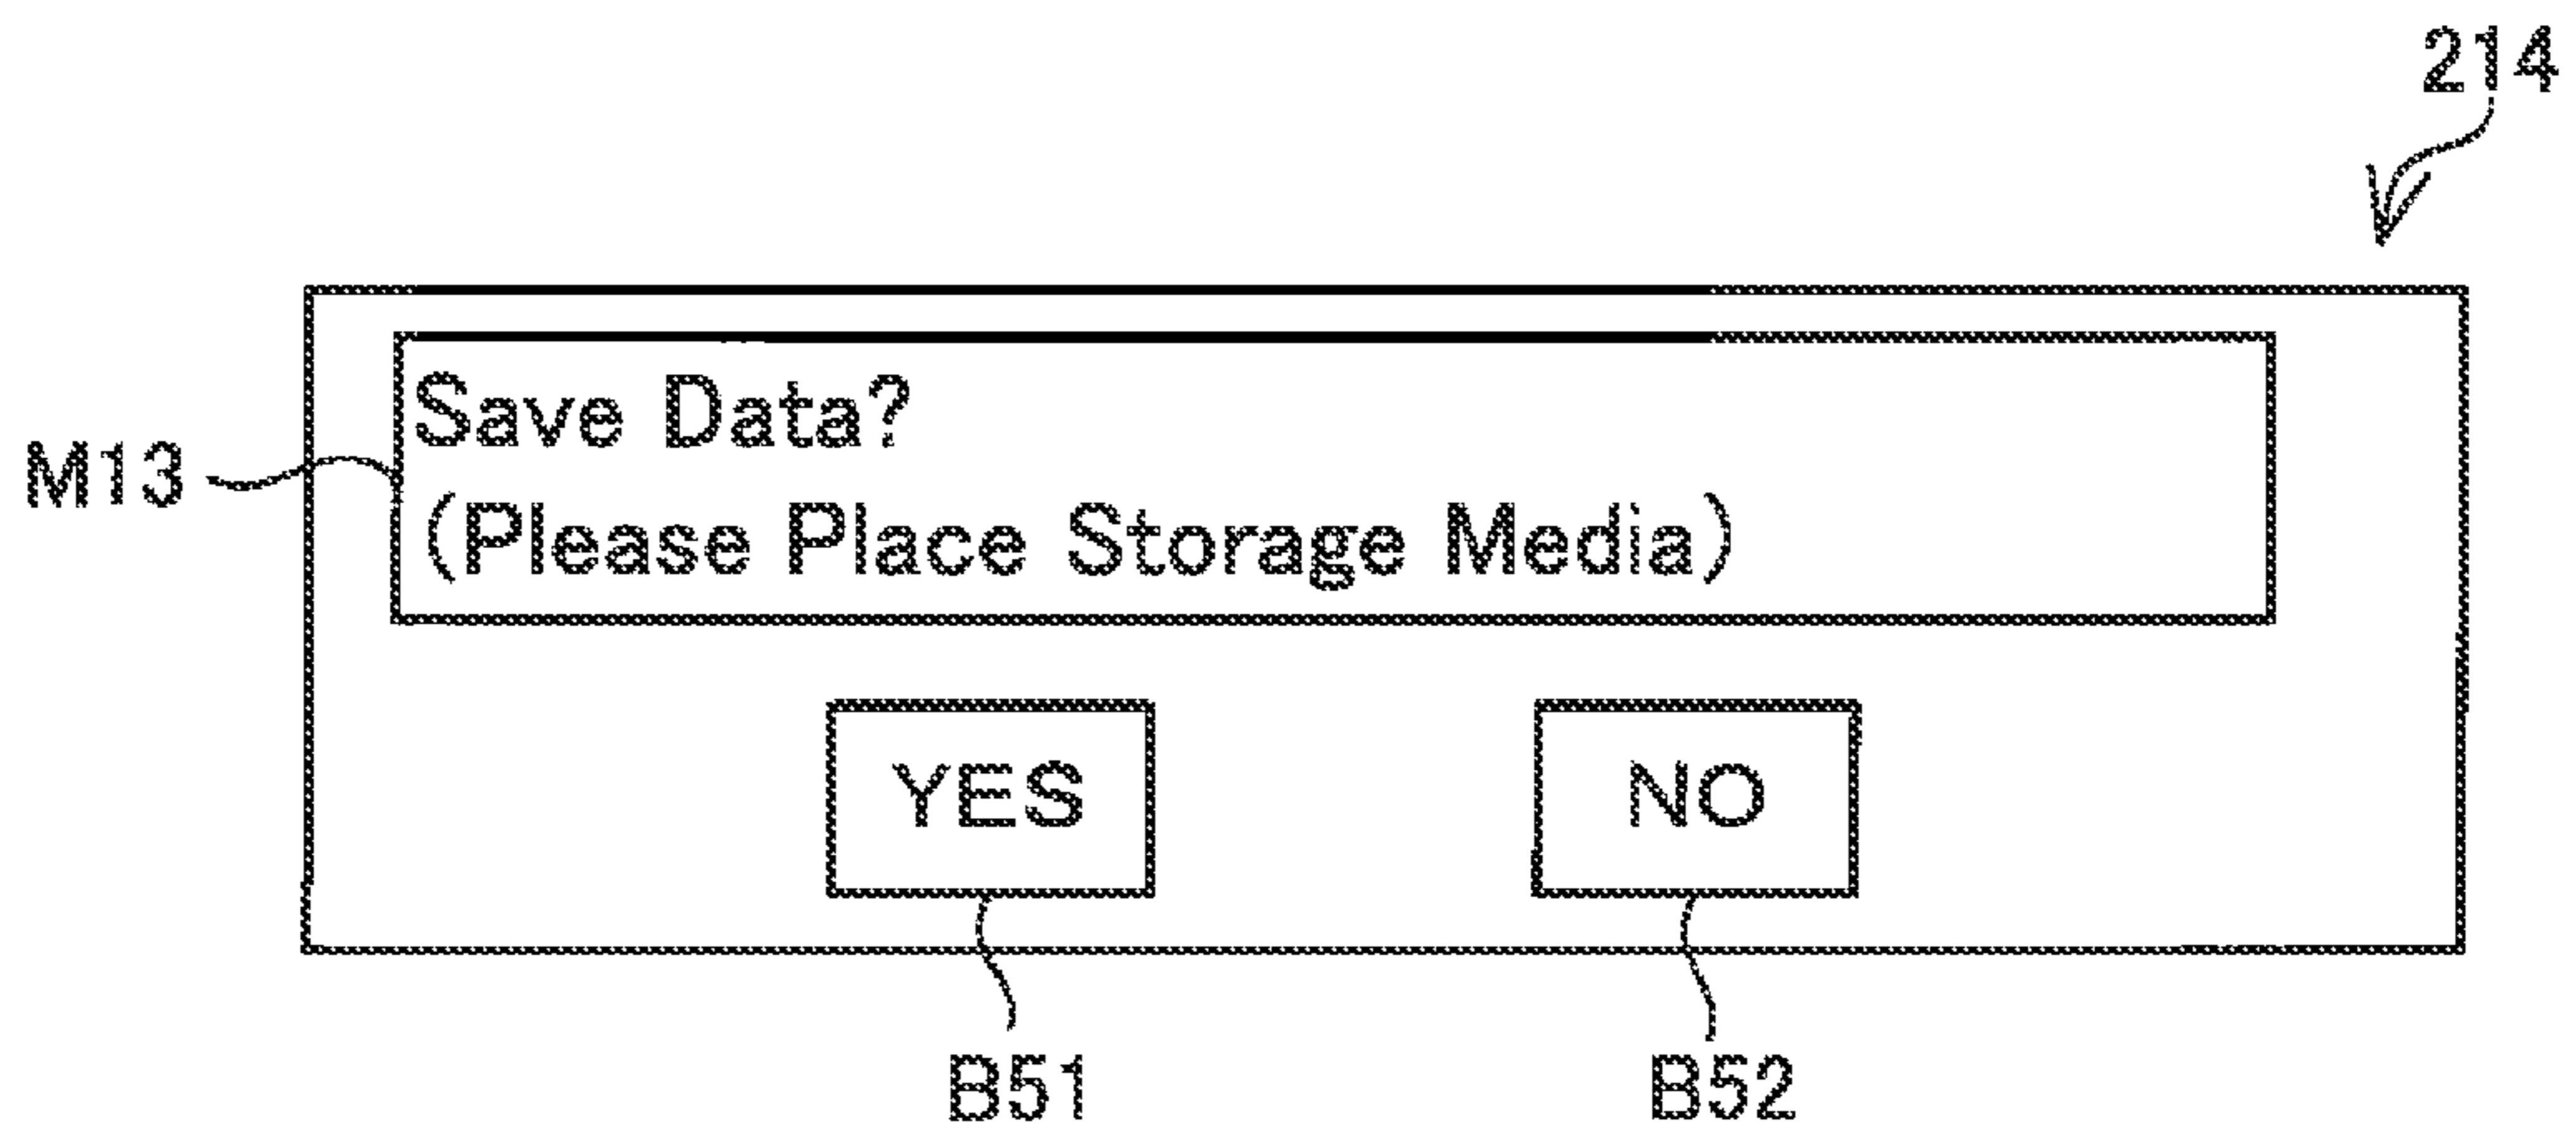 214
Save Data?
M13
(Please Place Storage Media)
YES
NO
B51
B52